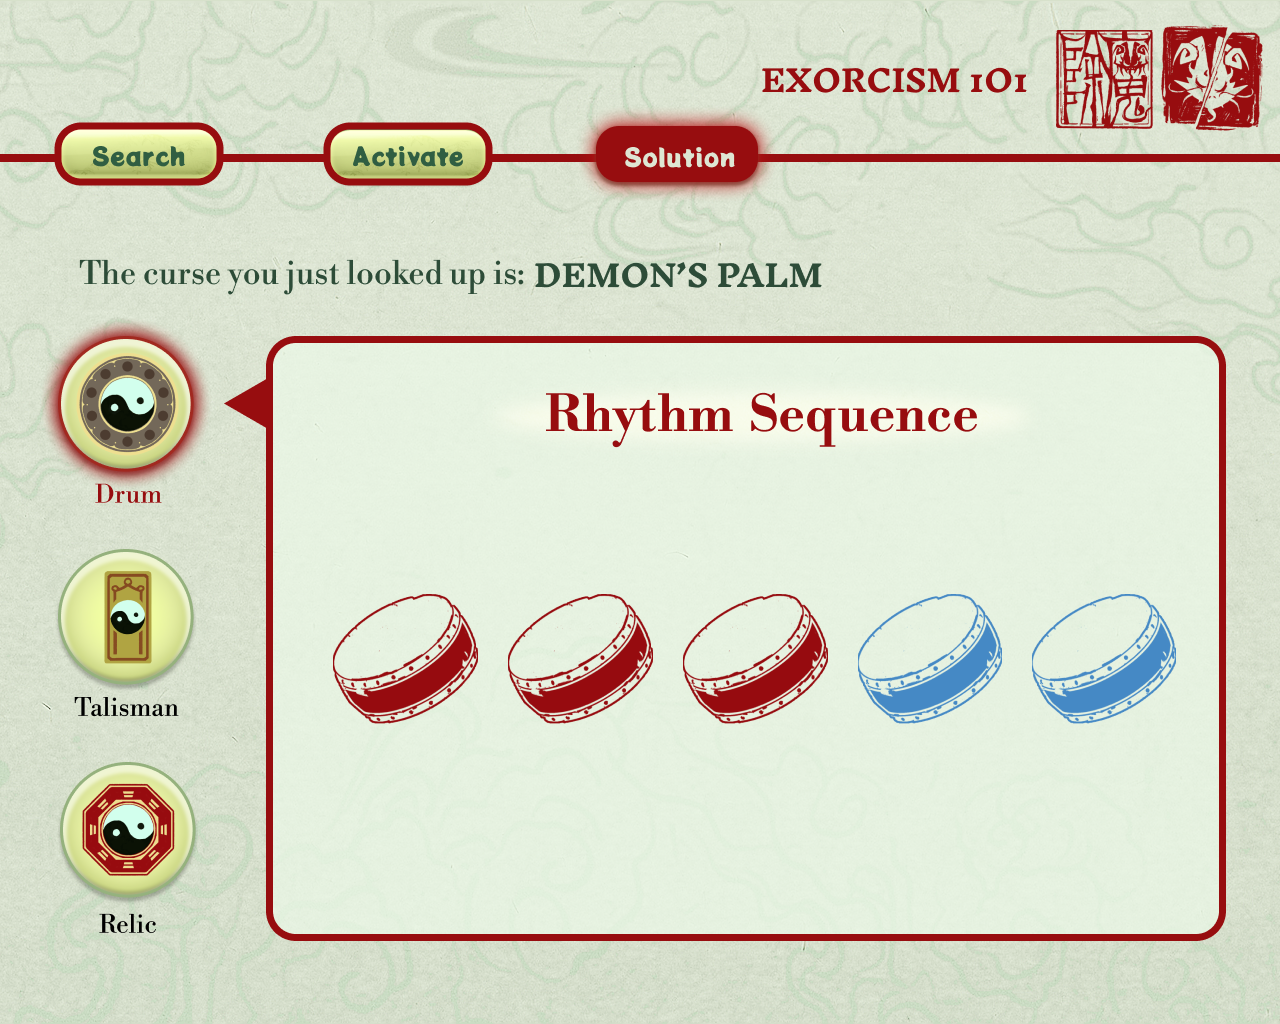 EXORCISM 101
Search
Activate
Solution
The curse you just looked up is: DEMON'S PALM
Rhythm Sequence
Drum
Talisman
Relic